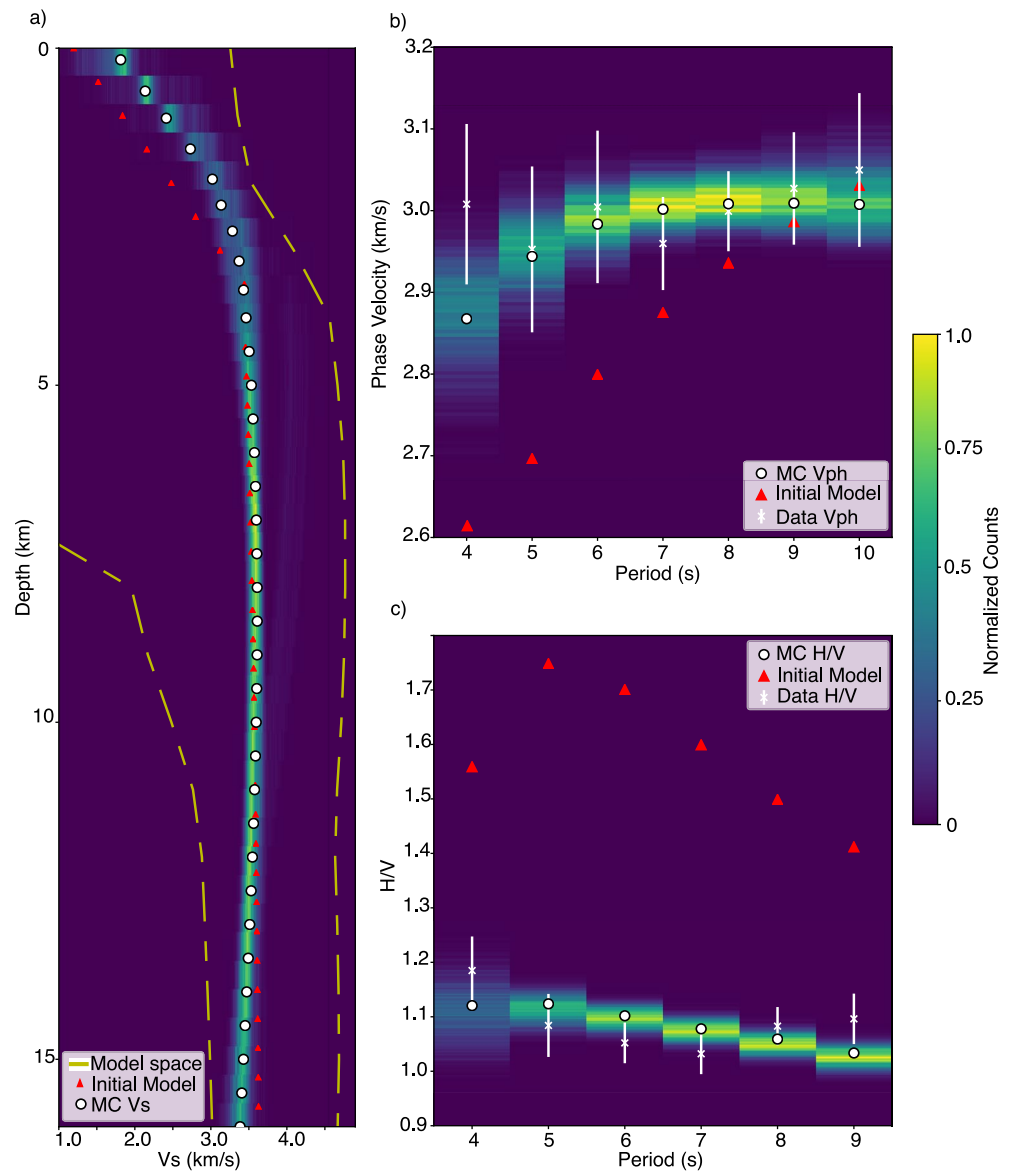 a)
0
5
10
15
Depth (km)
Model space
Initial Model
MC Vs
1.0
2.0
3.0
4.0
Vs (km/s)
b)
3.2
3.1
3.0
2.9
2.8
2.7
2.6
Phase Velocity (km/s)
MC Vph
Initial Model
Data Vph
4
5
6
7
8
9
10
Period (s)
c)
1.7
1.6
1.5
1.4
1.3
1.2
1.1
1.0
0.9
H/V
MC H/V
Initial Model
Data H/V
4
5
6
7
8
9
Period (s)
1.0
0.75
0.5
0.25
0
Normalized Counts